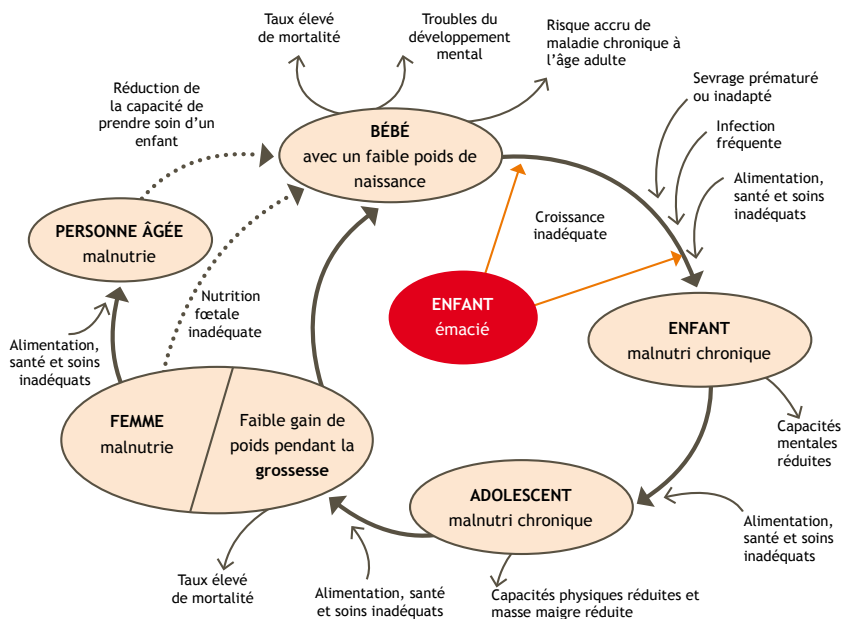 Taux élevé
de mortalité
Troubles du
développement
mental
Risque accru de
maladie chronique à
l'âge adulte
Réduction de
la capacité de
prendre soin d'un
enfant
Sevrage prématuré
ou inadapté
Infection
fréquente
Alimentation,
santé et soins
inadéquats
BÉBÉ
avec un faible poids de
naissance
PERSONNE ÂGÉE
malnutrie
Croissance
inadéquate
ENFANT
émacié
Nutrition
fœtale
inadéquate
Alimentation,
santé et soins
inadéquats
ENFANT
malnutri chronique
FEMME
malnutrie
Faible gain de
poids pendant la
grossesse
Capacités
mentales
réduites
ADOLESCENT
malnutri chronique
Alimentation,
santé et soins
inadéquats
Taux élevé
de mortalité
Alimentation, santé
et soins inadéquats
Capacités physiques réduites et
masse maigre réduite